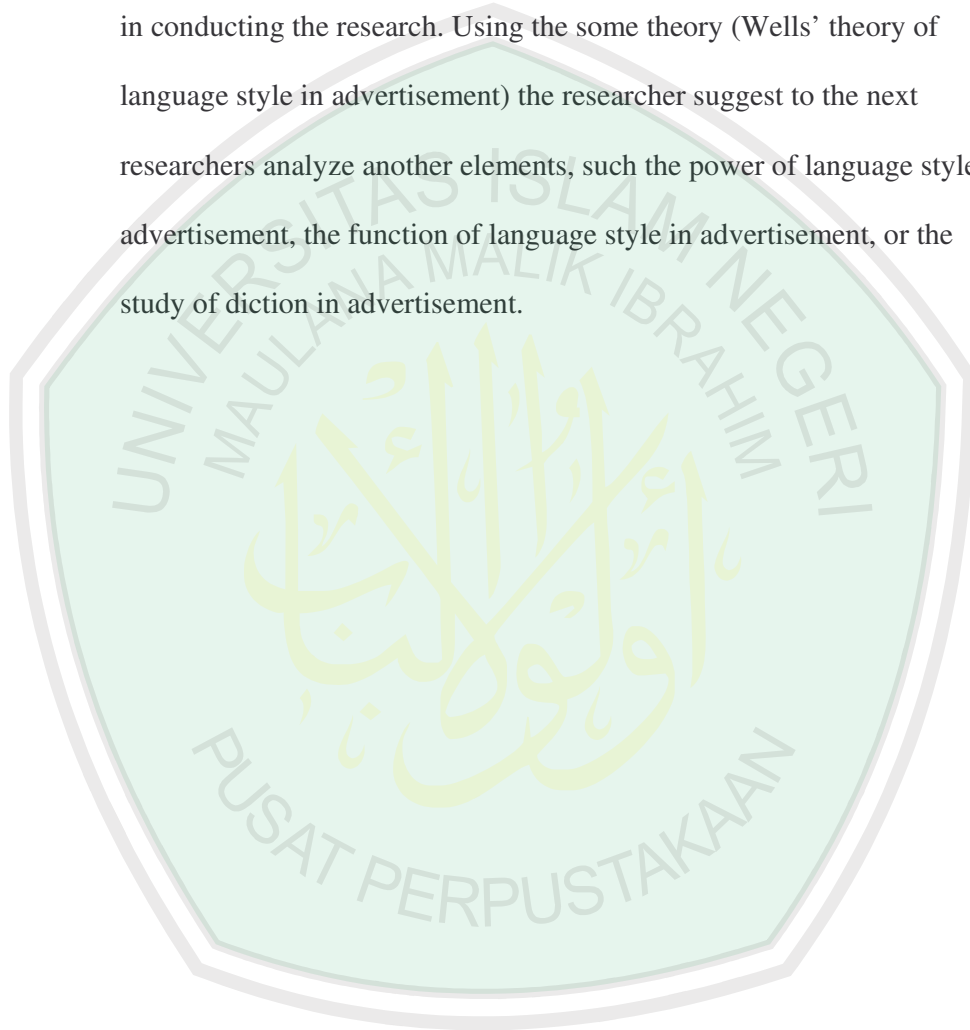 in conducting the research. Using the some theory (Wells’ theory of
language style in advertisement) the researcher suggest to the next
researchers analyze another elements, such the power of language style
advertisement, the function of language style in advertisement, or the
study of diction in advertisement.
UNIVERSITAS ISLAM NEGERI
MAULANA MALIK IBRAHIM
أولو الألباب
PUSAT PERPUSTAKAAN